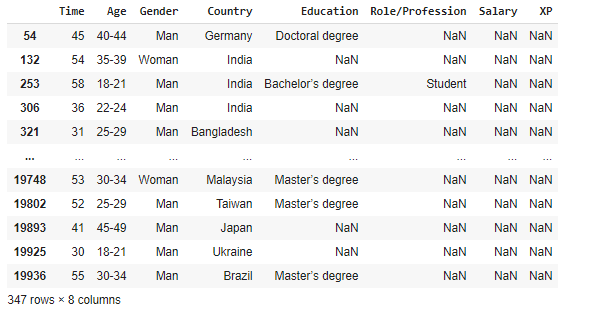 Time Age Gender Country Education Role/Profession Salary XP
54 45 40-44 Man Germany Doctoral degree NaN NaN NaN
132 54 35-39 Woman India NaN NaN NaN NaN
253 58 18-21 Man India Bachelor’s degree Student NaN NaN
306 36 22-24 Man India NaN NaN NaN NaN
321 31 25-29 Man Bangladesh NaN NaN NaN NaN
... ... ... ... ... ... ... ... ...
19748 53 30-34 Woman Malaysia Master’s degree NaN NaN NaN
19802 52 25-29 Man Taiwan Master’s degree NaN NaN NaN
19893 41 45-49 Man Japan NaN NaN NaN NaN
19925 30 18-21 Man Ukraine NaN NaN NaN NaN
19936 55 30-34 Man Brazil Master’s degree NaN NaN NaN
347 rows × 8 columns